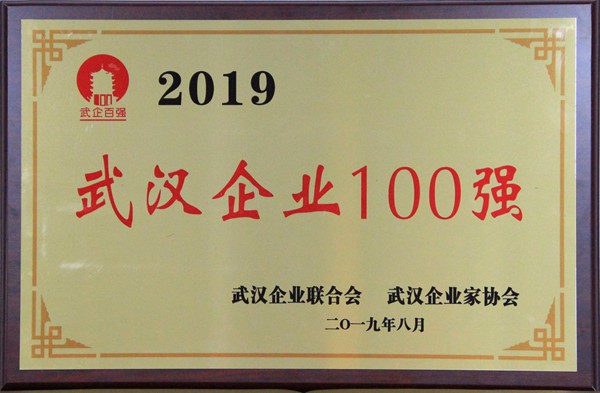 2019
武企百强
武汉企业100强
武汉企业联合会 武汉企业家协会
二〇一九年八月